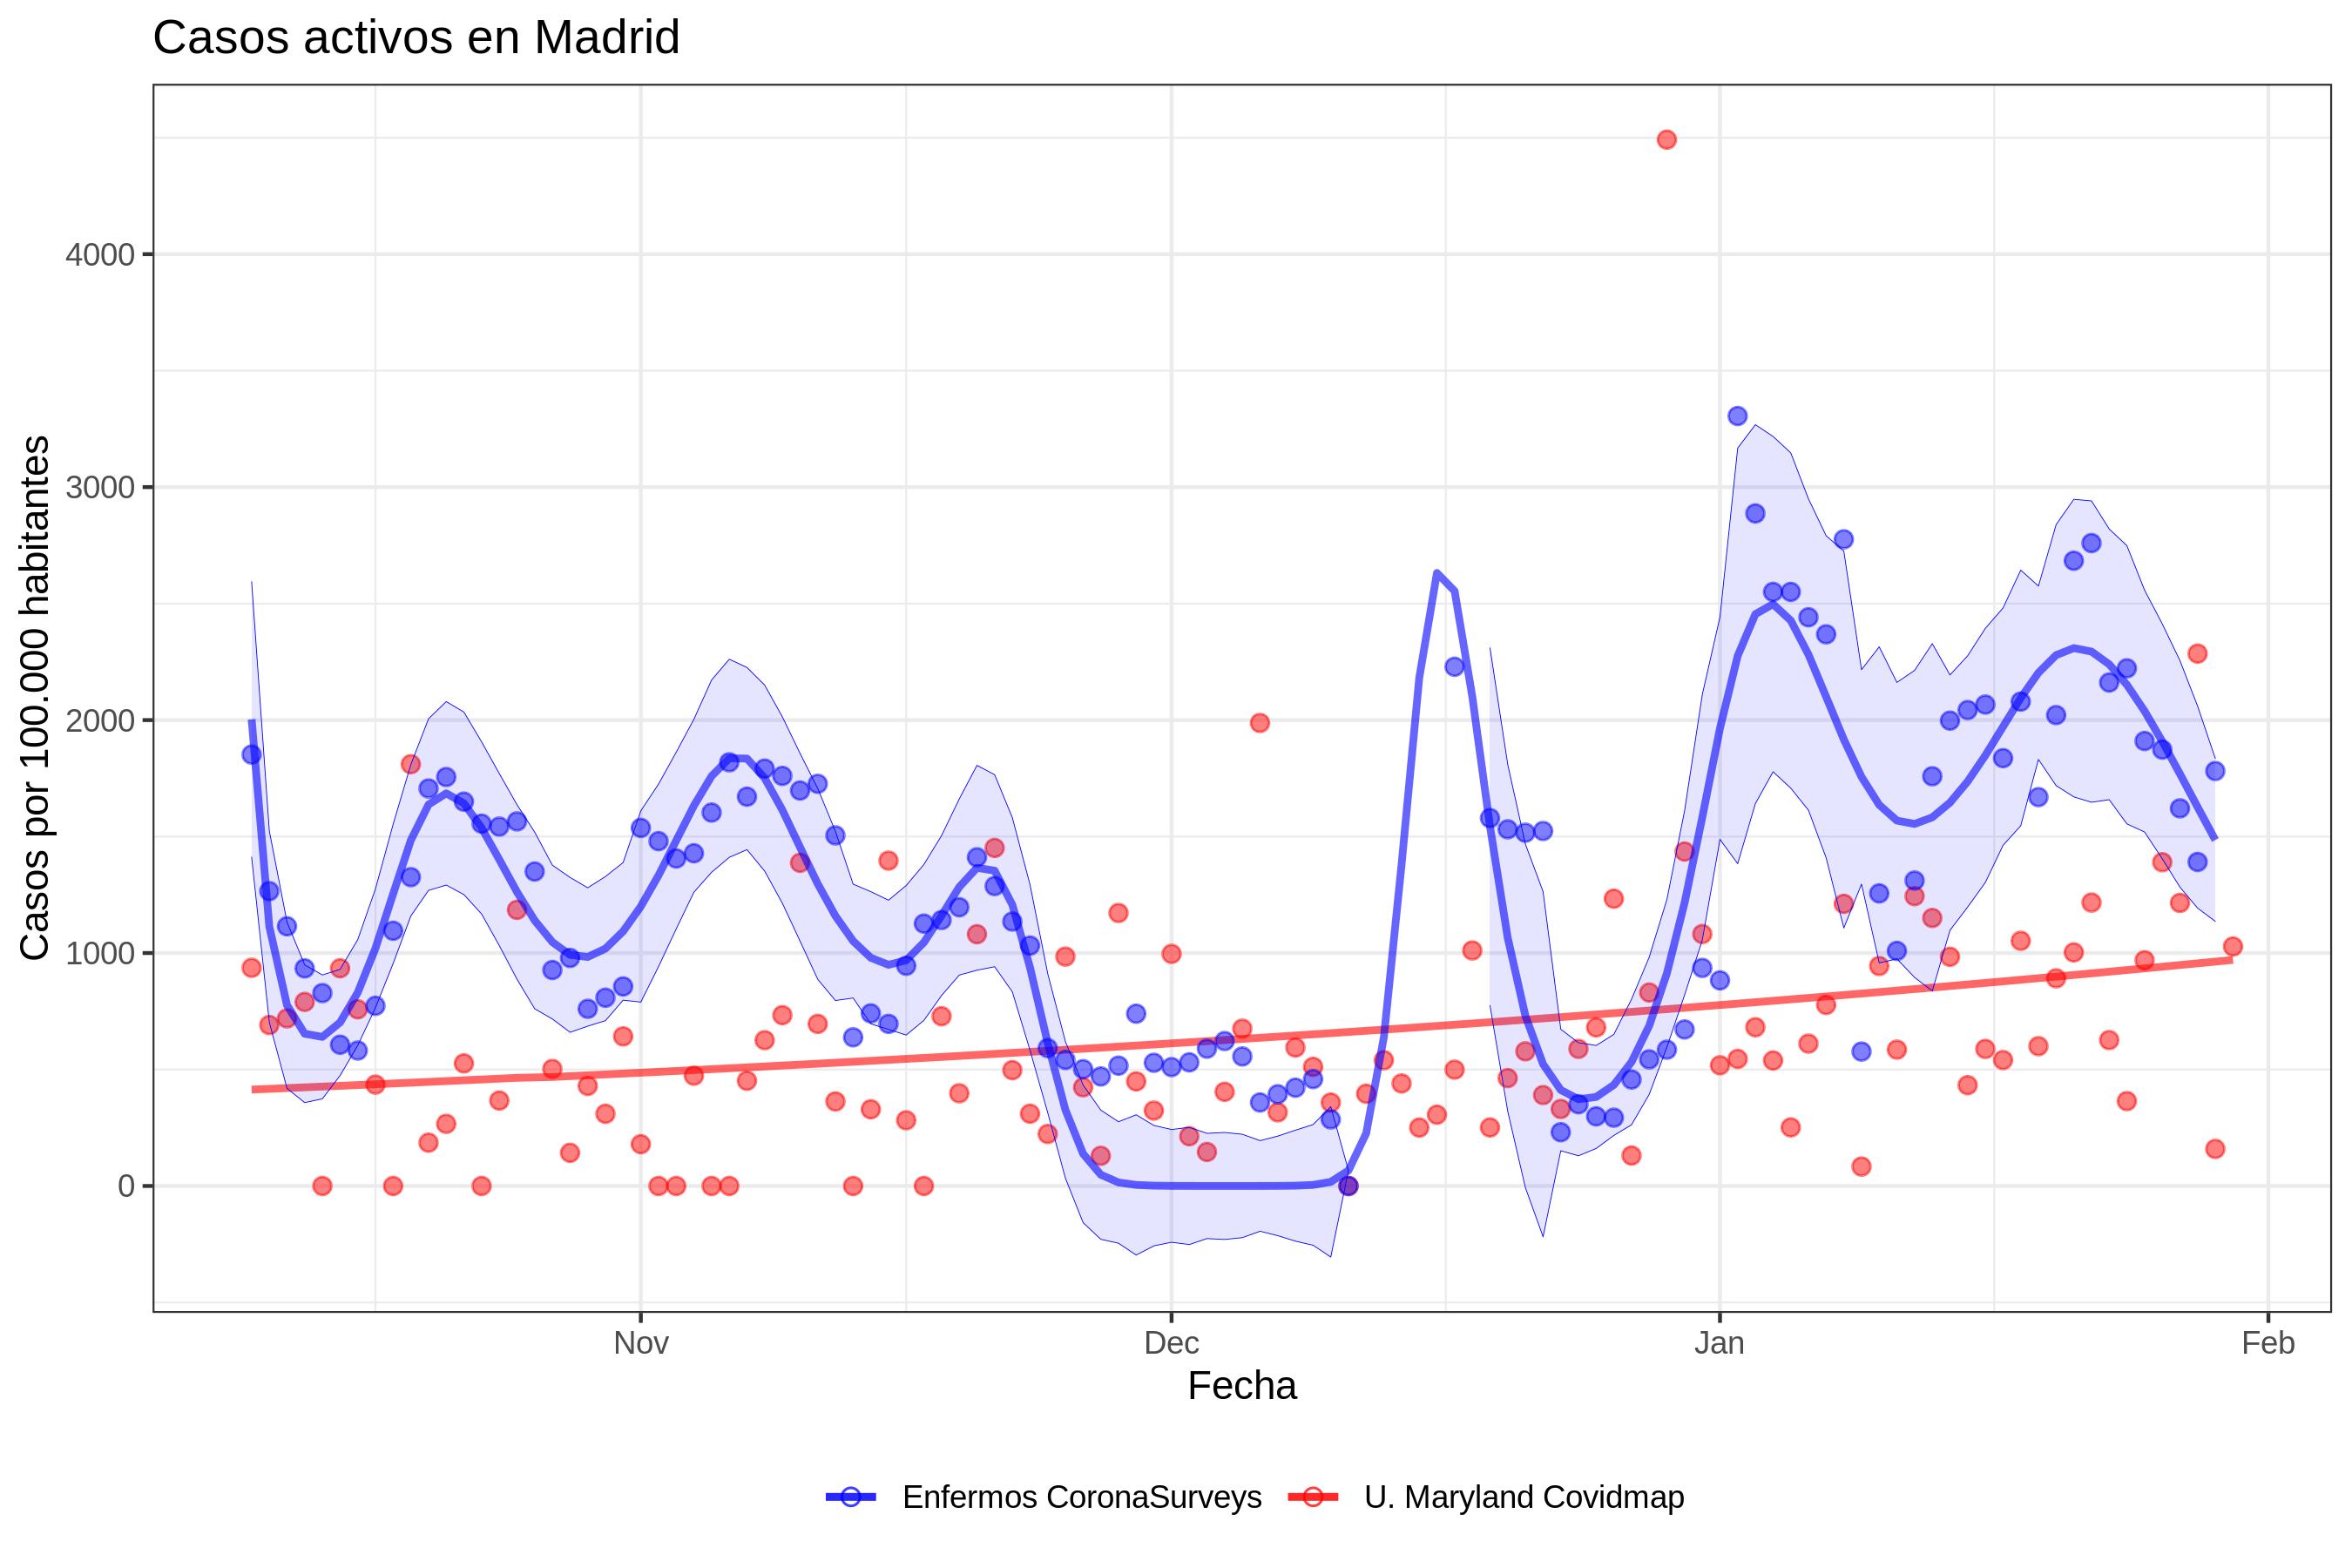 Casos activos en Madrid
Casos por 100.000 habitantes
4000
3000
2000
1000
0
Nov
Dec
Jan
Feb
Fecha
Enfermos CoronaSurveys
U. Maryland Covidmap